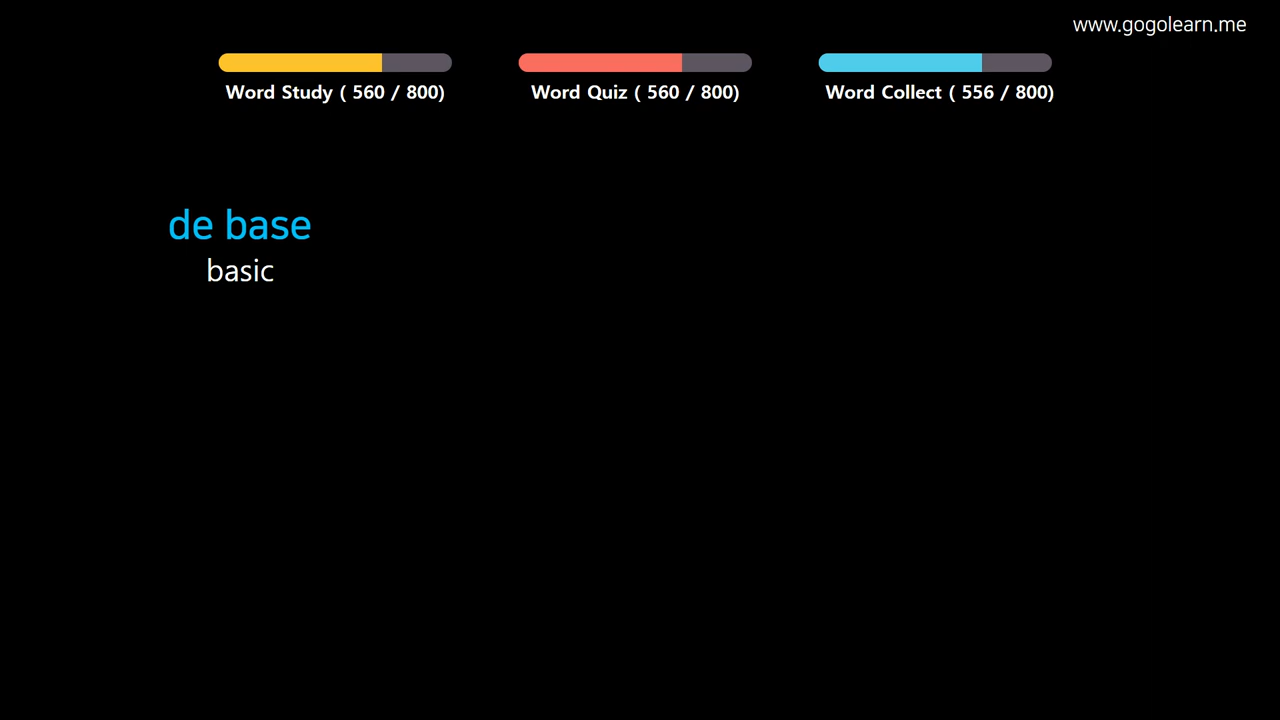 www.gogolearn.me
Word Study ( 560 / 800)
Word Quiz ( 560 / 800)
Word Collect ( 556 / 800)
de base
basic